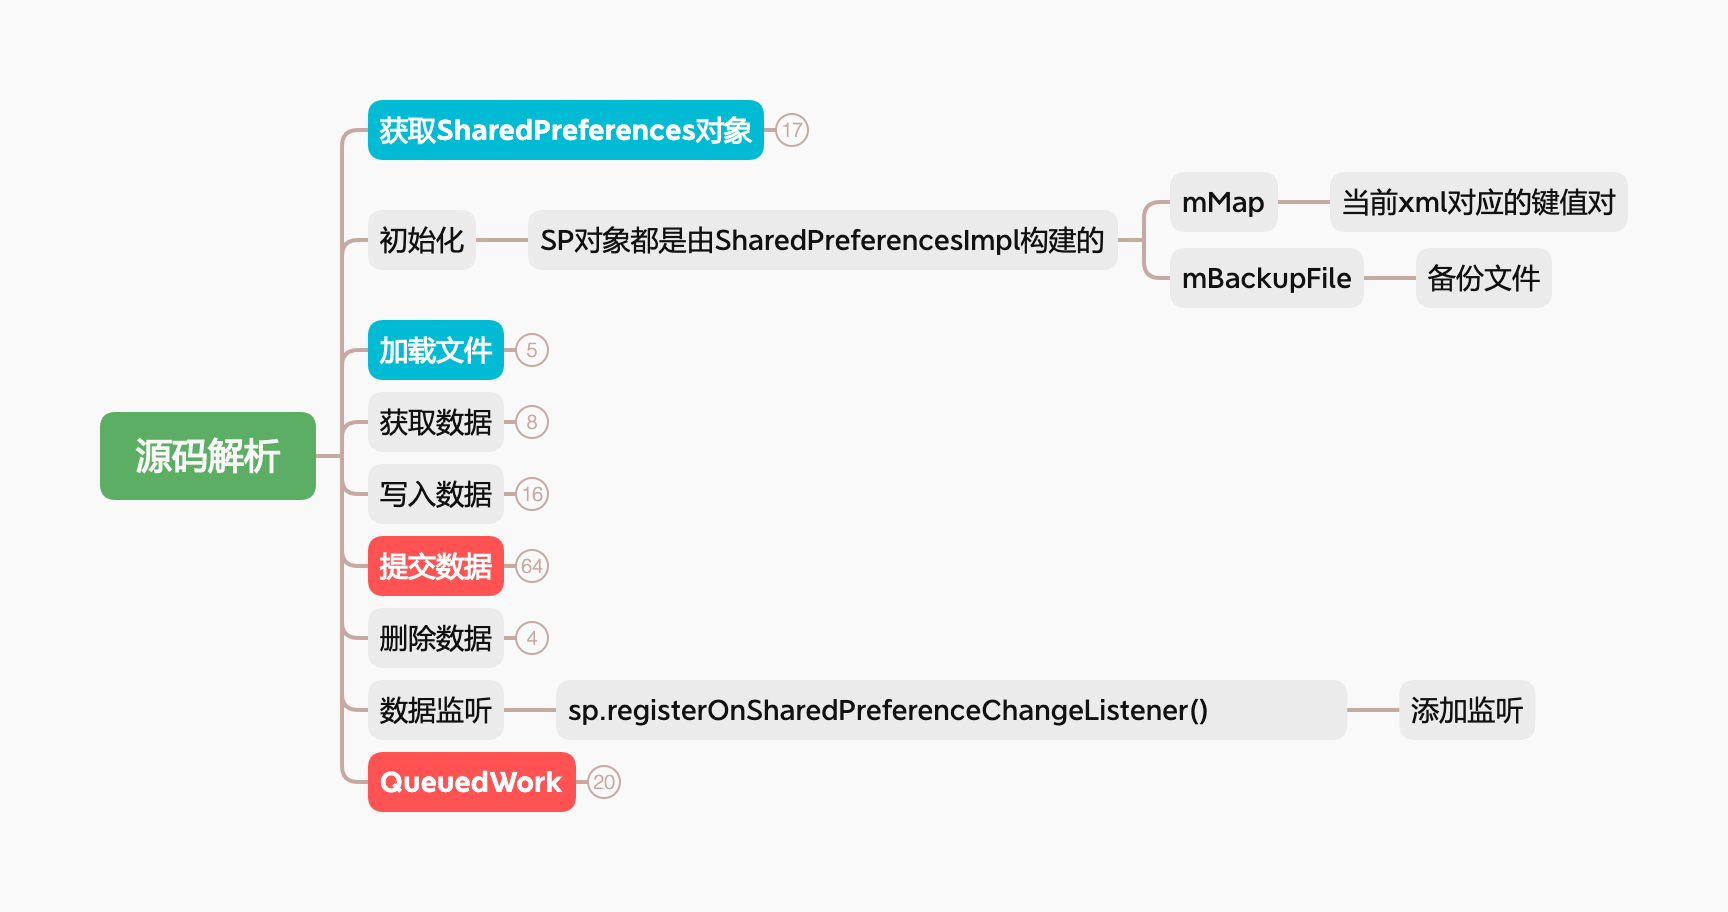 源码解析
获取SharedPreferences对象
17
初始化
SP对象都是由SharedPreferencesImpl构建的
mMap
当前xml对应的键值对
mBackupFile
备份文件
加载文件
5
获取数据
8
写入数据
16
提交数据
64
删除数据
4
数据监听
sp.registerOnSharedPreferenceChangeListener()
添加监听
QueuedWork
20